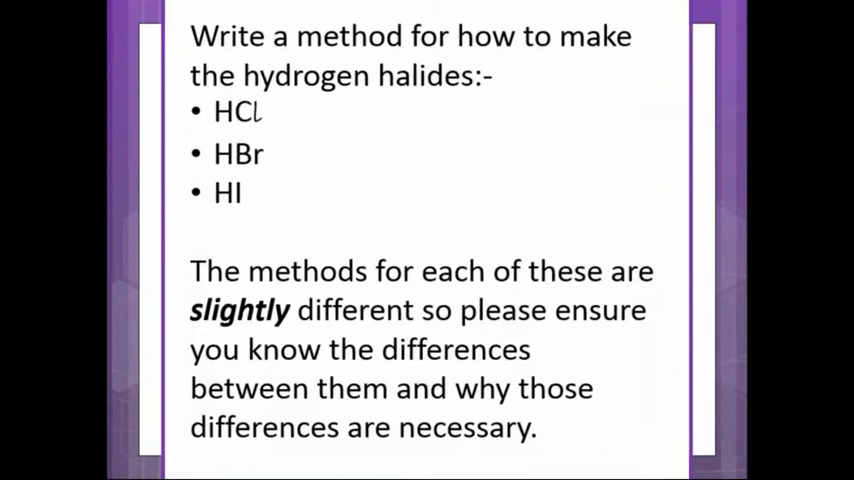 Write a method for how to make
the hydrogen halides:-
• HCl
• HBr
• HI
The methods for each of these are
slightly different so please ensure
you know the differences
between them and why those
differences are necessary.